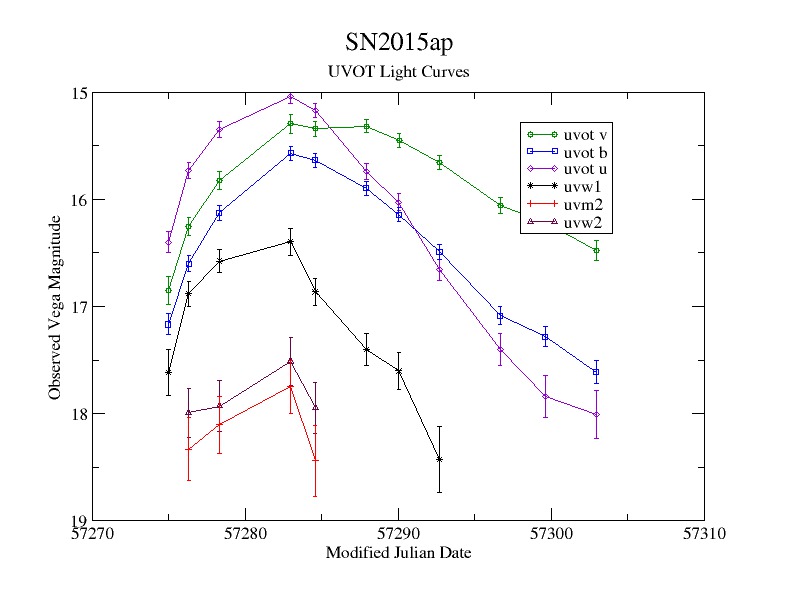 SN2015ap
UVOT Light Curves
15
16
17
18
19
Observed Vega Magnitude
uvot v
uvot b
uvot u
uvw1
uvm2
uvw2
57270
57280
57290
57300
57310
Modified Julian Date